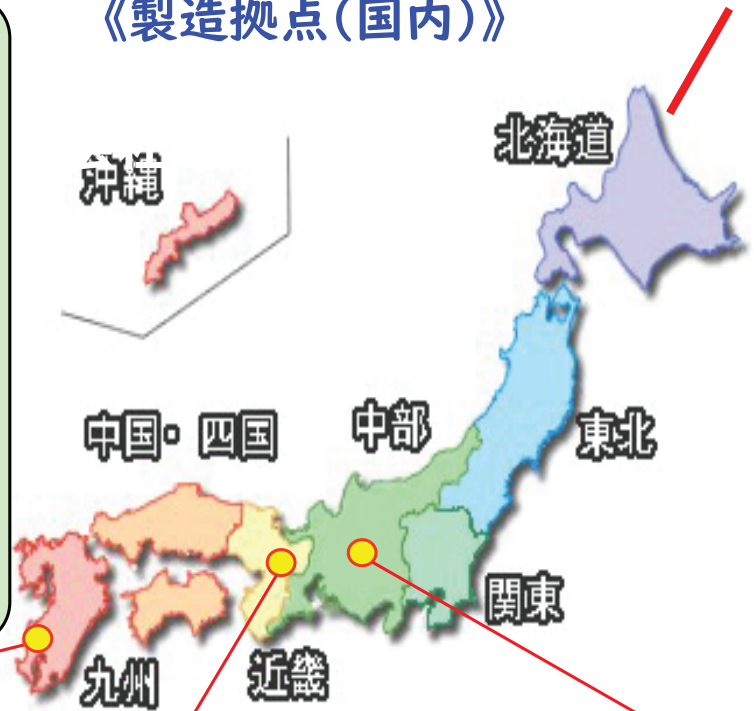 《製造拠点(国内)》
北海道
沖縄
中国・四国
中部
東北
関東
九州
近畿